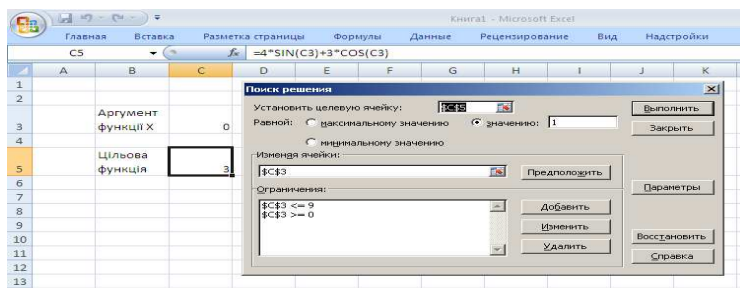 Книга1 - Microsoft Excel
Главная Вставка Разметка страницы Формулы Данные Рецензирование Вид Надстройки
C5 fx =4*SIN(C3)+3*COS(C3)
A B C D E F G H I J K
1
2
3 Аргумент функції X 0
4
5 Цільова функція 3
6
7
8
9
10
11
12
13
Поиск решения
Установить целевую ячейку: $C$5 Выполнить
Равной: максимальному значению значению: 1 Закрыть
минимальному значению
Изменяя ячейки:
$C$3 Предположить
Ограничения: Параметры
$C$3 <= 9 Добавить
$C$3 >= 0
Изменить
Восстановить
Удалить
Справка